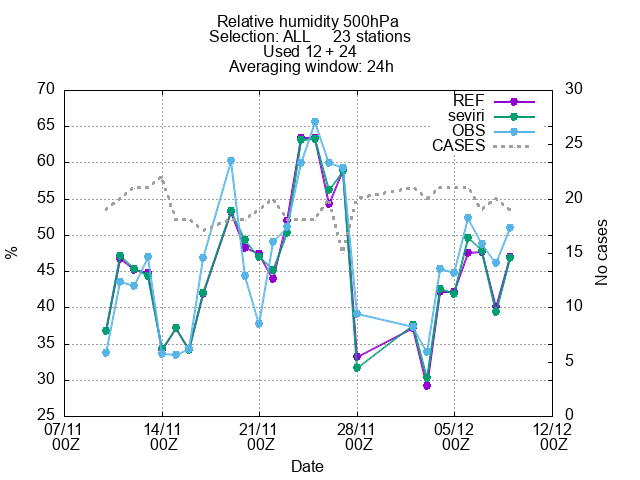 Relative humidity 500hPa
Selection: ALL 23 stations
Used 12 + 24
Averaging window: 24h
70
65
60
55
50
45
40
35
30
25
%
30
25
20
15
10
5
0
No cases
REF
seviri
OBS
CASES
07/11 14/11 21/11 28/11 05/12 12/12
00Z 00Z 00Z 00Z 00Z 00Z
Date